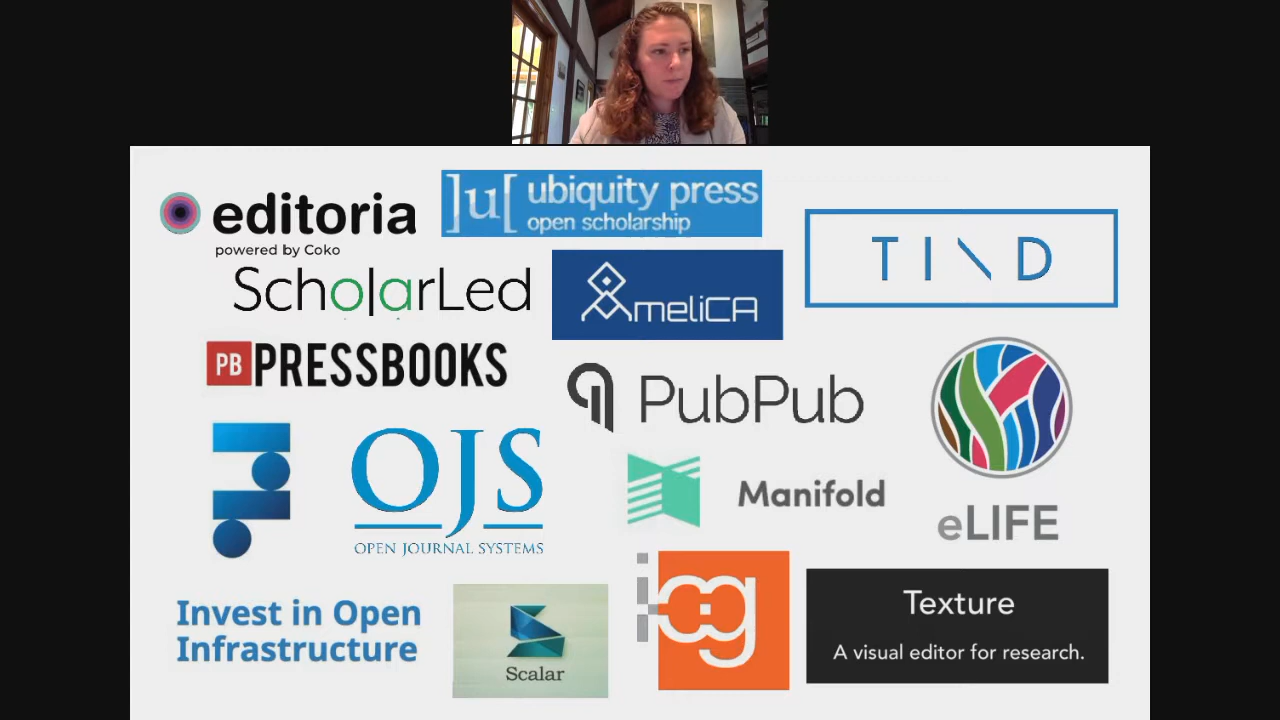 editoria
powered by Coko
]u[ ubiquity press
open scholarship
TIND
ScholarLed
AmeliCA
PB PRESSBOOKS
PubPub
OJS
OPEN JOURNAL SYSTEMS
Manifold
eLIFE
Invest in Open
Infrastructure
Scalar
Texture
A visual editor for research.